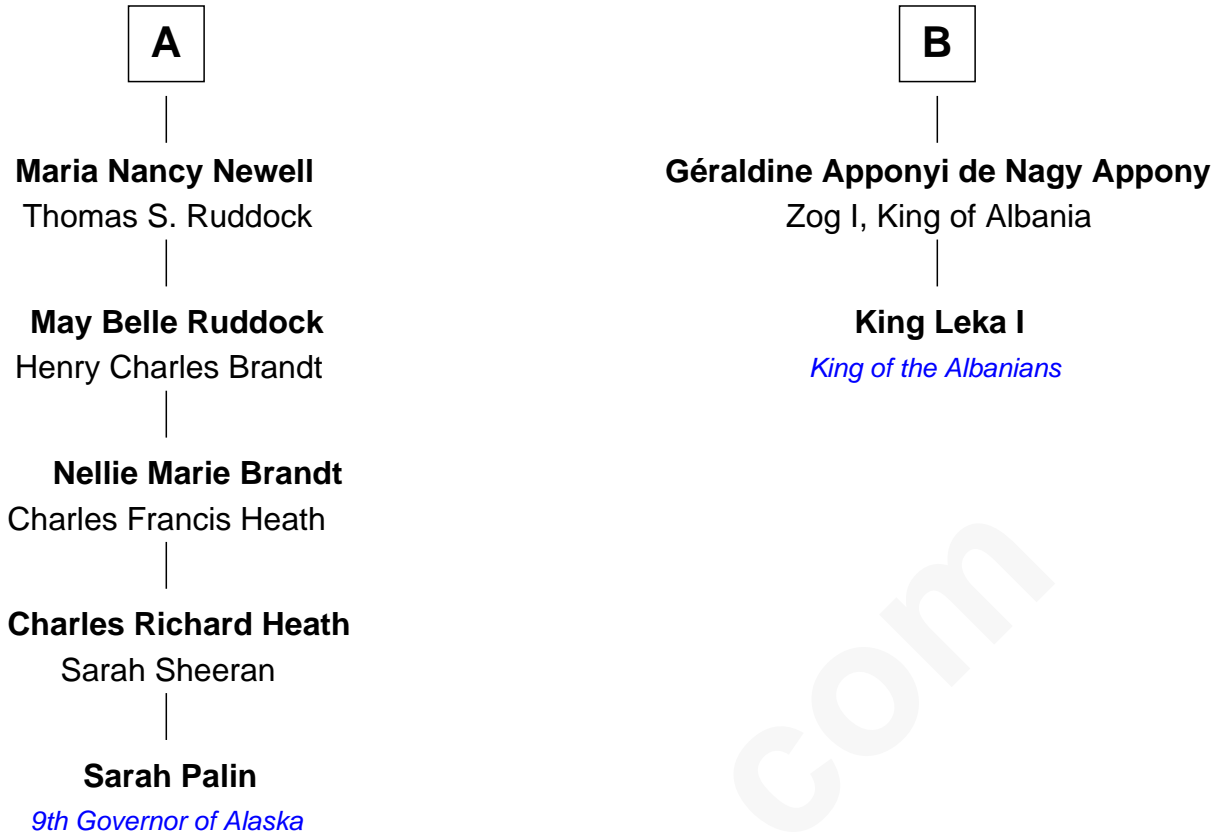 A
Maria Nancy Newell
Thomas S. Ruddock
May Belle Ruddock
Henry Charles Brandt
Nellie Marie Brandt
Charles Francis Heath
Charles Richard Heath
Sarah Sheeran
Sarah Palin
9th Governor of Alaska
B
Géraldine Apponyi de Nagy Appony
Zog I, King of Albania
King Leka I
King of the Albanians
com